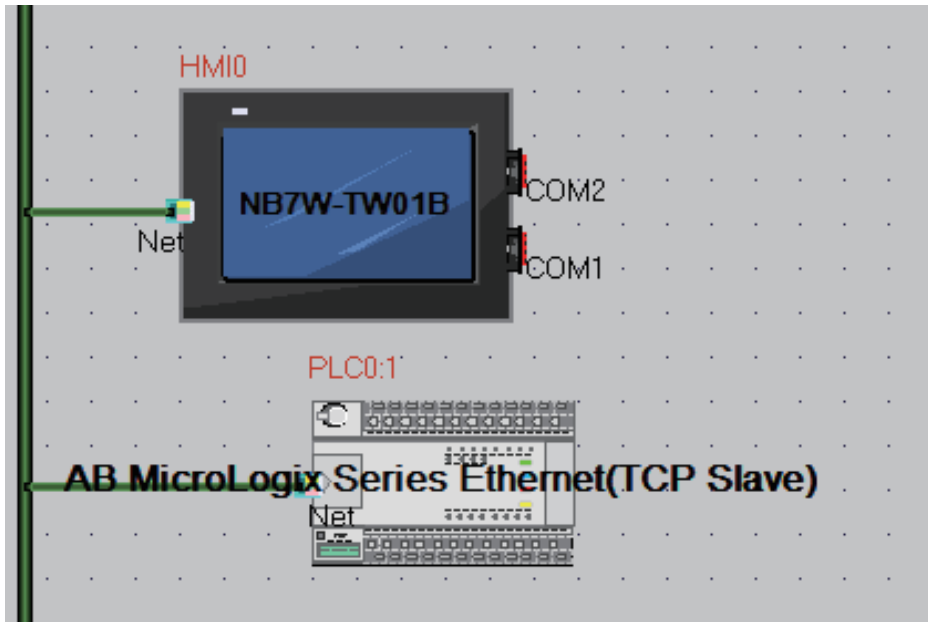 HMI0
NB7W-TW01B
COM2
Net
COM1
PLC0:1
AB MicroLogix Series Ethernet(TCP Slave)
Net